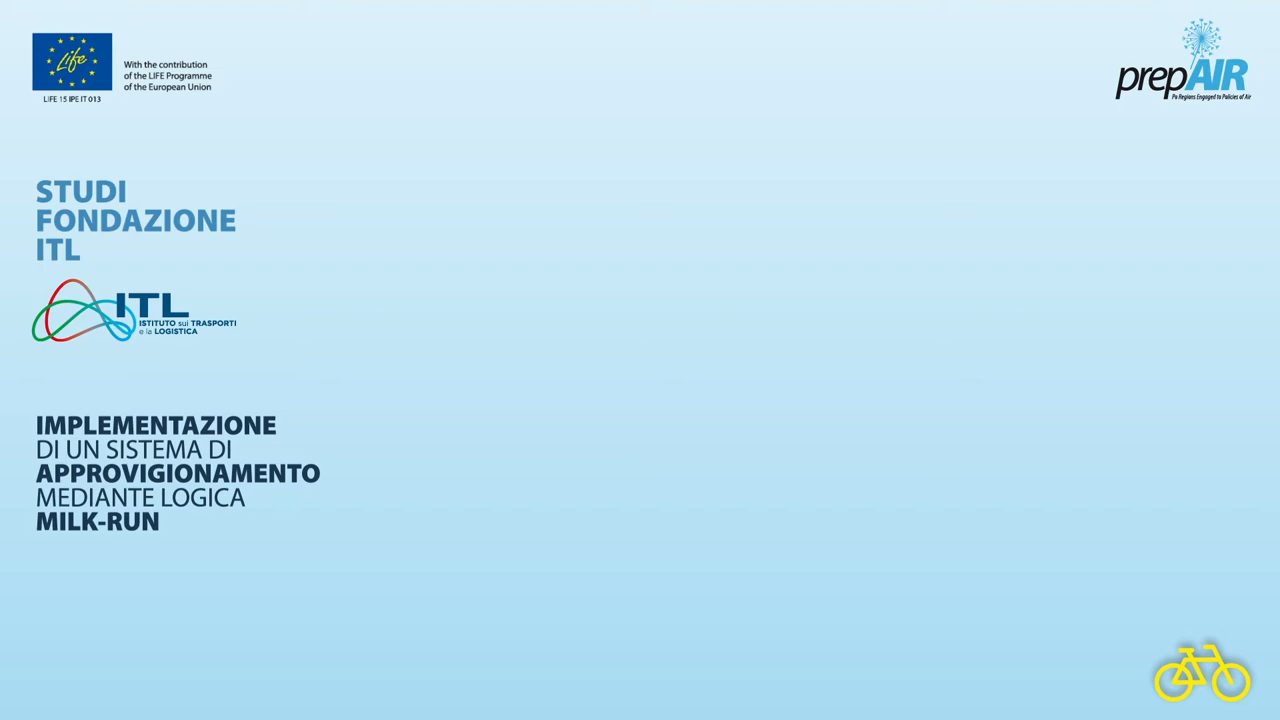 Life
LIFE 15 IPE IT 013
With the contribution
of the LIFE Programme
of the European Union
prepAIR
Po Regions Engaged to Policies of Air
STUDI
FONDAZIONE
ITL
ITL
ISTITUTO sui TRASPORTI
e la LOGISTICA
IMPLEMENTAZIONE
DI UN SISTEMA DI
APPROVIGIONAMENTO
MEDIANTE LOGICA
MILK-RUN